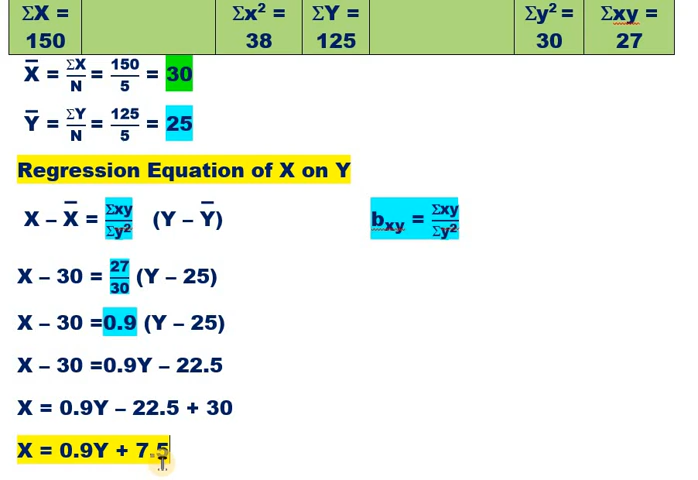 ΣX = Σx² = ΣY = Σy² = Σxy =
150 38 125 30 27
X̅ = ΣX/N = 150/5 = 30
Y̅ = ΣY/N = 125/5 = 25
Regression Equation of X on Y
X – X̅ = Σxy/Σy² (Y – Y̅) bxy = Σxy/Σy²
X – 30 = 27/30 (Y – 25)
X – 30 =0.9 (Y – 25)
X – 30 =0.9Y – 22.5
X = 0.9Y – 22.5 + 30
X = 0.9Y + 7.5